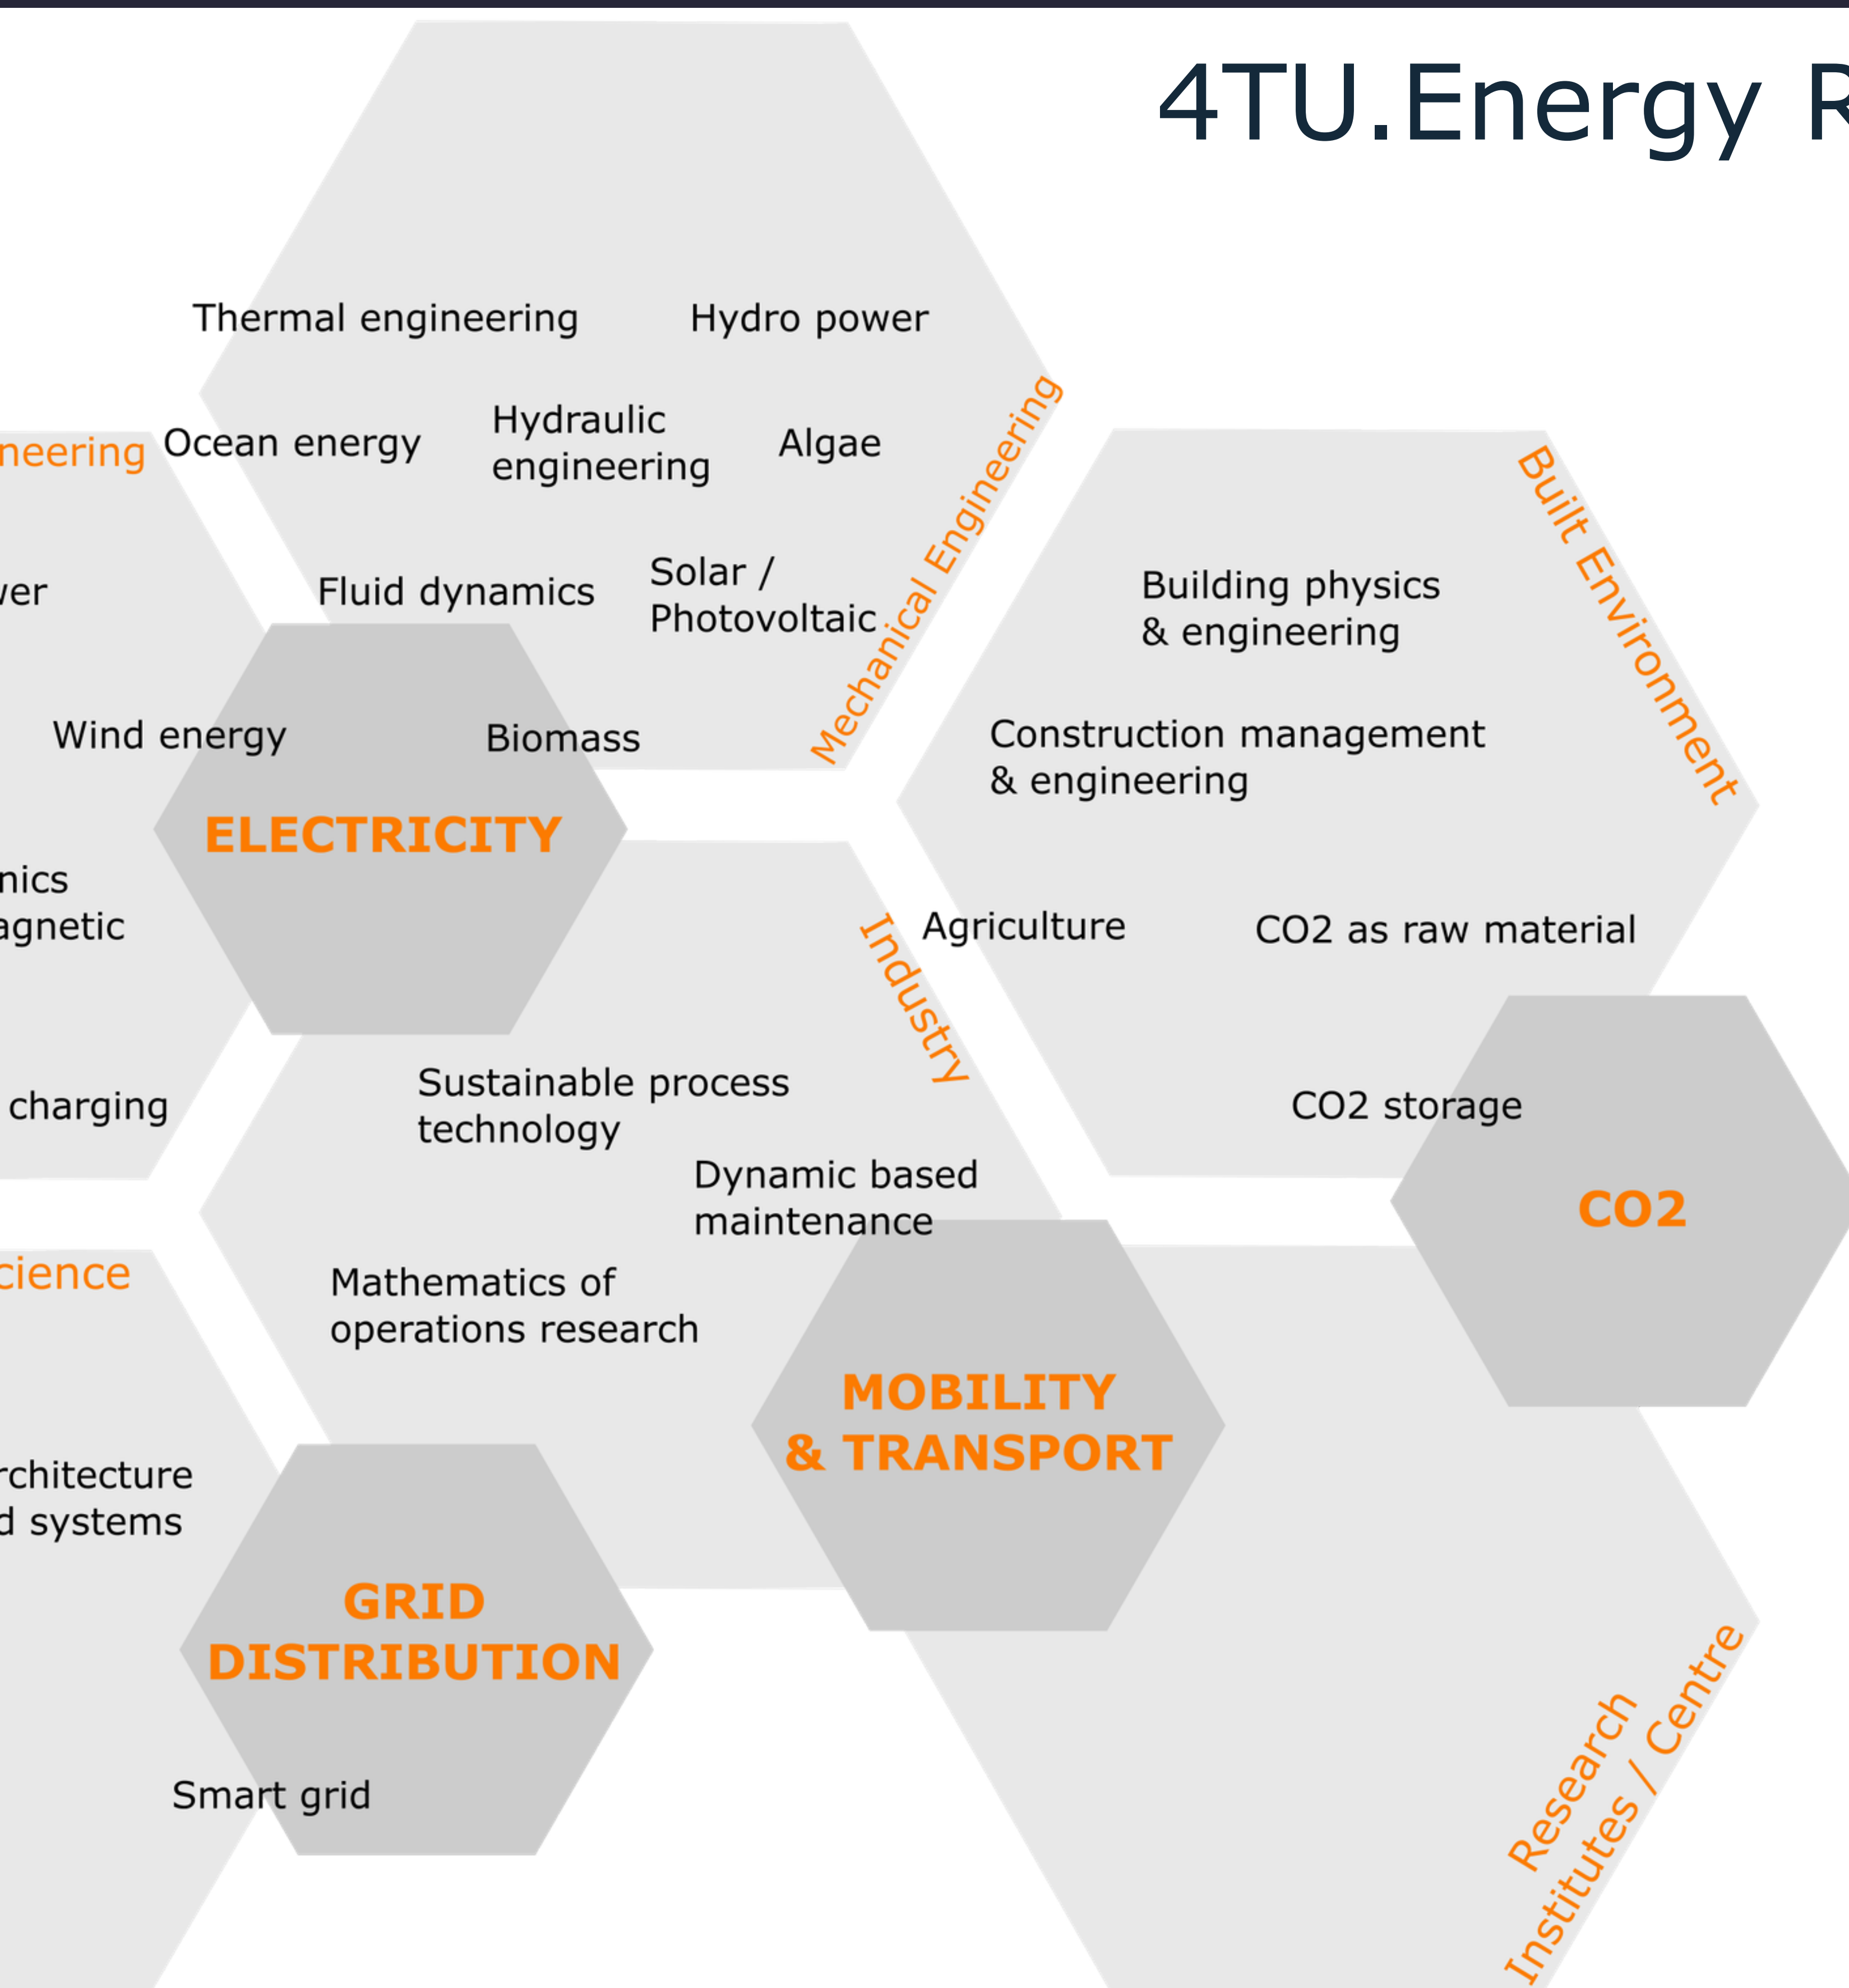 4TU.Energy R
Thermal engineering
Hydro power
Ocean energy
Hydraulic
engineering
Algae
Mechanical Engineering
neering
Fluid dynamics
Solar /
Photovoltaic
Built Environment
Building physics
& engineering
ver
Wind energy
Biomass
Construction management
& engineering
ELECTRICITY
nics
agnetic
Industry
Agriculture
CO2 as raw material
charging
Sustainable process
technology
CO2 storage
Dynamic based
maintenance
CO2
cience
Mathematics of
operations research
MOBILITY
& TRANSPORT
rchitecture
d systems
GRID
DISTRIBUTION
Smart grid
Research
Institutes / Centre